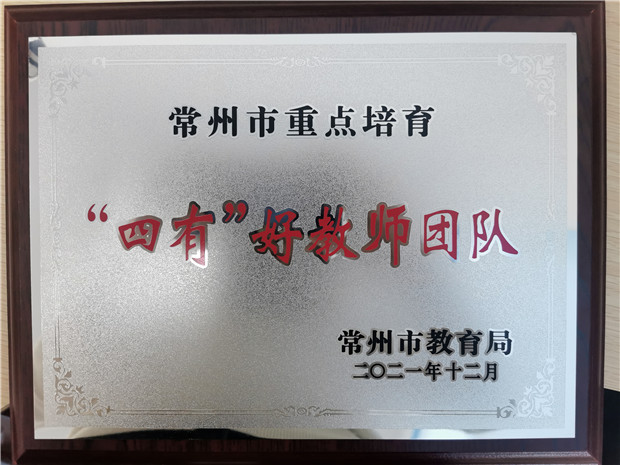 常州市重点培育
“四有”好教师团队
常州市教育局
二〇二一年十二月